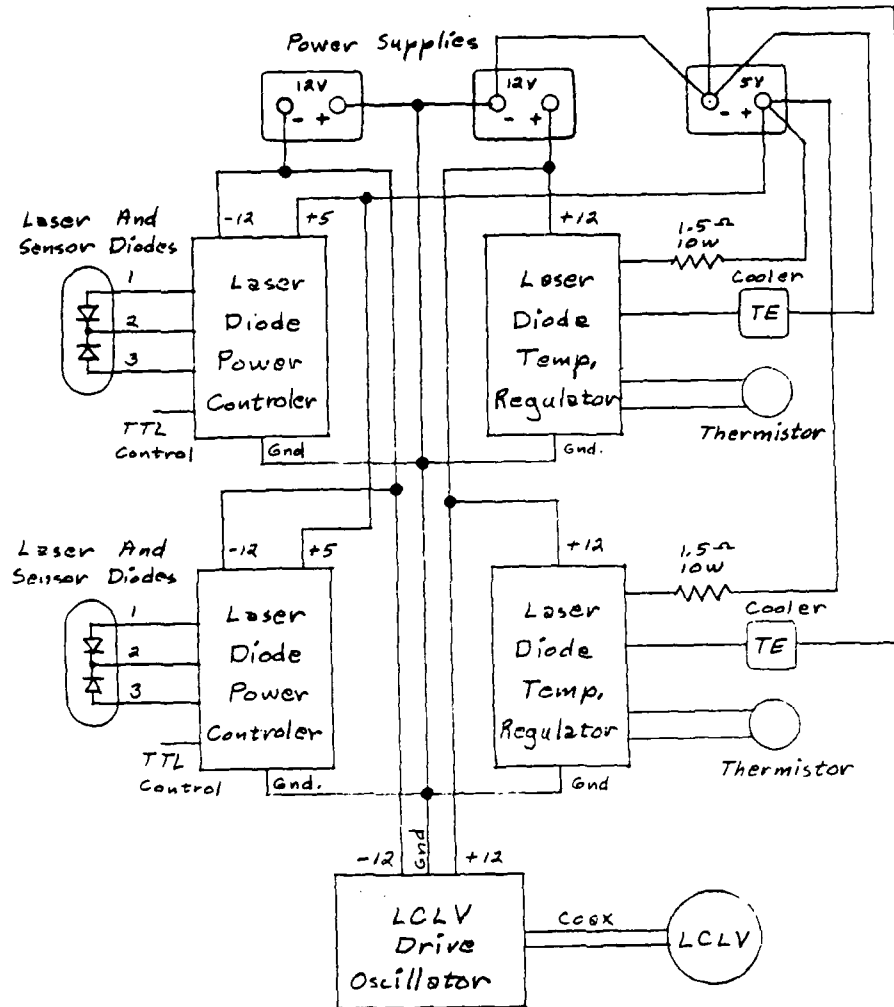 Power Supplies
12V
- +
12V
- +
5V
- +
Laser And
Sensor Diodes
-12
+5
+12
1.5Ω
10W
Cooler
TE
1
2
3
Laser
Diode
Power
Controler
Laser
Diode
Temp.
Regulator
TTL
Control
Gnd
Gnd.
Thermistor
Laser And
Sensor Diodes
-12
+5
+12
1.5Ω
10W
Cooler
TE
1
2
3
Laser
Diode
Power
Controler
Laser
Diode
Temp.
Regulator
TTL
Control
Gnd.
Gnd
Thermistor
-12
Gnd
+12
LCLV
Drive
Oscillator
Coax
LCLV